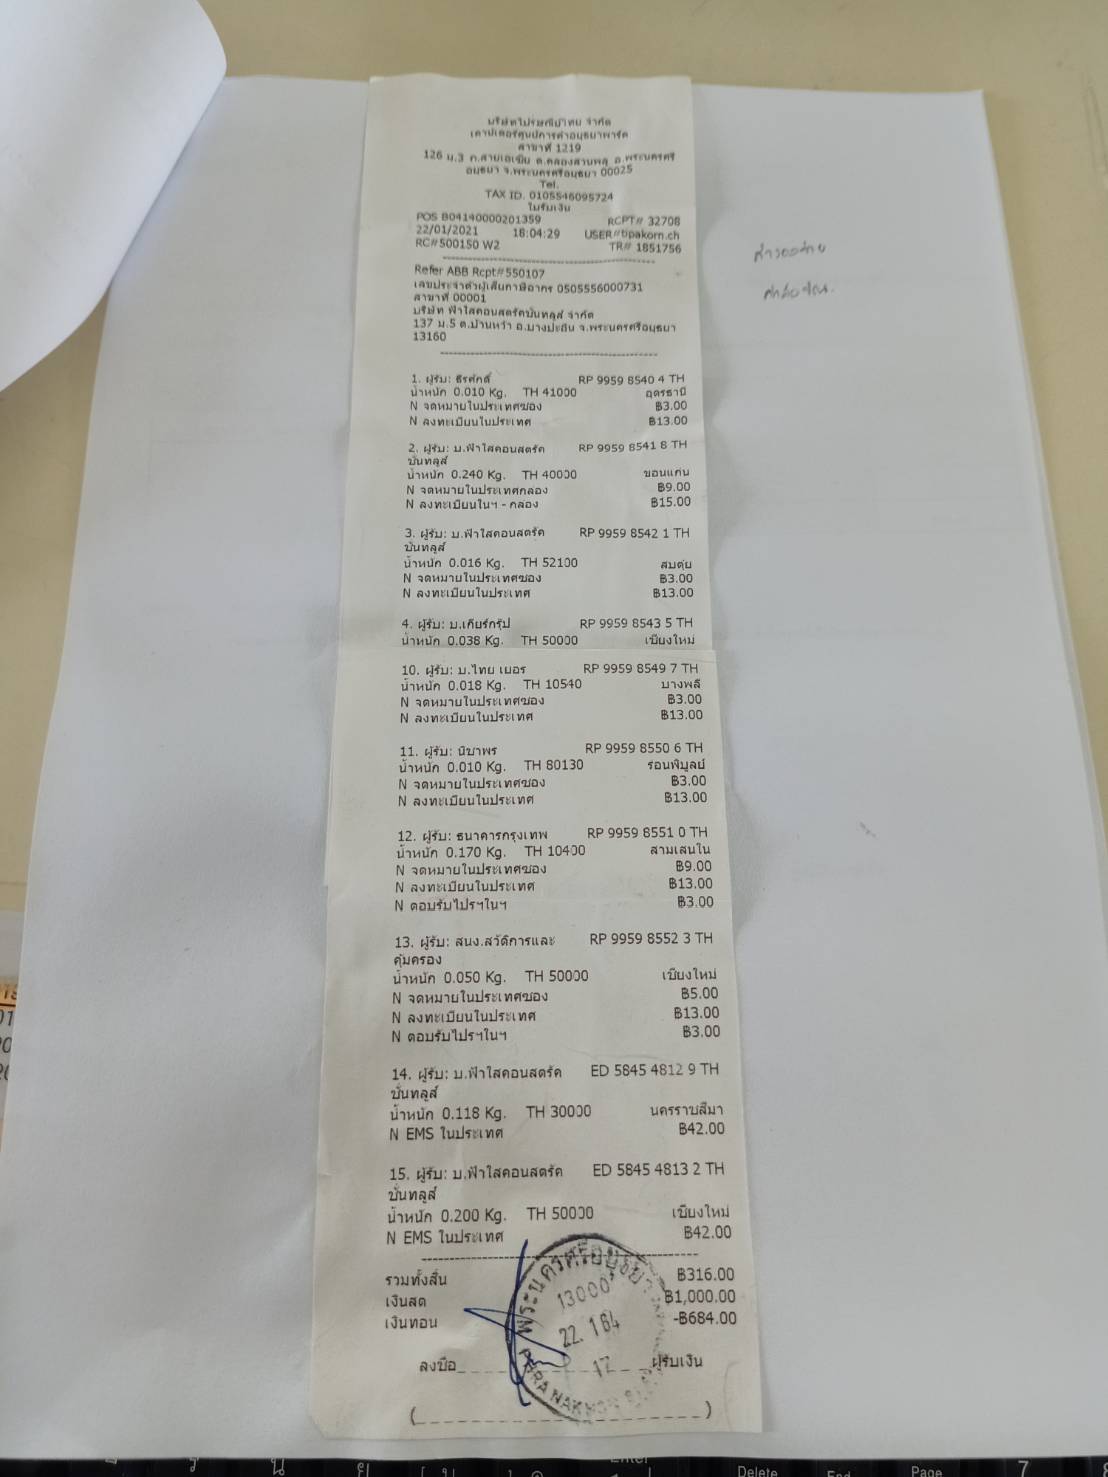 บริษัทไปรษณีย์ไทย จำกัด
เคาน์เตอร์ศูนย์การค้าอยุธยาพาร์ค
สาขาที่ 1219
126 ม.3 ถ.สายเอเซีย ต.คลองสวนพลู อ.พระนครศรี
อยุธยา จ.พระนครศรีอยุธยา 00025
Tel.
TAX ID. 0105546095724
ใบรับเงิน
POS B04140000201359 RCPT# 32708
22/01/2021 18:04:29 USER#tipakorn.ch
RC#500150 W2 TR# 1851756
Refer ABB Rcpt#550107
เลขประจำตัวผู้เสียภาษีอากร 0505556000731
สาขาที่ 00001
บริษัท ฟ้าใสคอนสตรัคชั่นทลูส์ จำกัด
137 ม.5 ต.บ้านหว้า อ.บางปะอิน จ.พระนครศรีอยุธยา
13160
1. ผู้รับ: ธีรศักดิ์ RP 9959 8540 4 TH
น้ำหนัก 0.010 Kg. TH 41000 อุดรธานี
N จดหมายในประเทศซอง ฿3.00
N ลงทะเบียนในประเทศ ฿13.00
2. ผู้รับ: บ.ฟ้าใสคอนสตรัค RP 9959 8541 8 TH
ชั่นทลูส์
น้ำหนัก 0.240 Kg. TH 40000 ขอนแก่น
N จดหมายในประเทศกล่อง ฿9.00
N ลงทะเบียนในฯ - กล่อง ฿15.00
3. ผู้รับ: บ.ฟ้าใสคอนสตรัค RP 9959 8542 1 TH
ชั่นทลูส์
น้ำหนัก 0.016 Kg. TH 52100 สบตุ๋ย
N จดหมายในประเทศซอง ฿3.00
N ลงทะเบียนในประเทศ ฿13.00
4. ผู้รับ: บ.เกียร์กรุ๊ป RP 9959 8543 5 TH
น้ำหนัก 0.038 Kg. TH 50000 เชียงใหม่
10. ผู้รับ: บ.ไทย เยอร RP 9959 8549 7 TH
น้ำหนัก 0.018 Kg. TH 10540 บางพลี
N จดหมายในประเทศซอง ฿3.00
N ลงทะเบียนในประเทศ ฿13.00
11. ผู้รับ: นิชาพร RP 9959 8550 6 TH
น้ำหนัก 0.010 Kg. TH 80130 ร่อนพิบูลย์
N จดหมายในประเทศซอง ฿3.00
N ลงทะเบียนในประเทศ ฿13.00
12. ผู้รับ: ธนาคารกรุงเทพ RP 9959 8551 0 TH
น้ำหนัก 0.170 Kg. TH 10400 สามเสนใน
N จดหมายในประเทศซอง ฿9.00
N ลงทะเบียนในประเทศ ฿13.00
N ตอบรับไปรฯในฯ ฿3.00
13. ผู้รับ: สนง.สวัดิการและ RP 9959 8552 3 TH
คุ้มครอง
น้ำหนัก 0.050 Kg. TH 50000 เชียงใหม่
N จดหมายในประเทศซอง ฿5.00
N ลงทะเบียนในประเทศ ฿13.00
N ตอบรับไปรฯในฯ ฿3.00
14. ผู้รับ: บ.ฟ้าใสคอนสตรัค ED 5845 4812 9 TH
ชั่นทลูส์
น้ำหนัก 0.118 Kg. TH 30000 นครราชสีมา
N EMS ในประเทศ ฿42.00
15. ผู้รับ: บ.ฟ้าใสคอนสตรัค ED 5845 4813 2 TH
ชั่นทลูส์
น้ำหนัก 0.200 Kg. TH 50000 เชียงใหม่
N EMS ในประเทศ ฿42.00
รวมทั้งสิ้น ฿316.00
เงินสด ฿1,000.00
เงินทอน -฿684.00
พระนครศรีอยุธยา
13000
22. 1 64
17
PHRA NAKHON
ลงชื่อ ผู้รับเงิน
Delete
End
Page
7